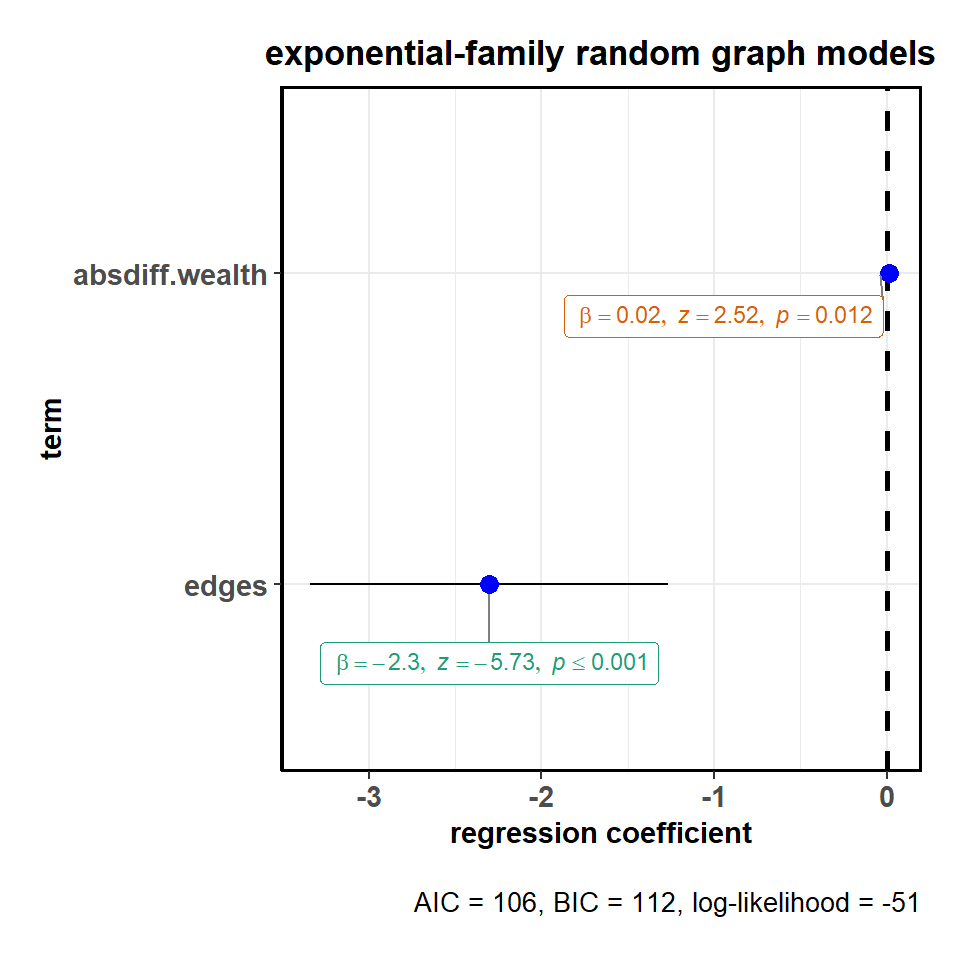 exponential-family random graph models
term
absdiff.wealth
β = 0.02, z = 2.52, p = 0.012
edges
β = −2.3, z = −5.73, p ≤ 0.001
-3 -2 -1 0
regression coefficient
AIC = 106, BIC = 112, log-likelihood = -51